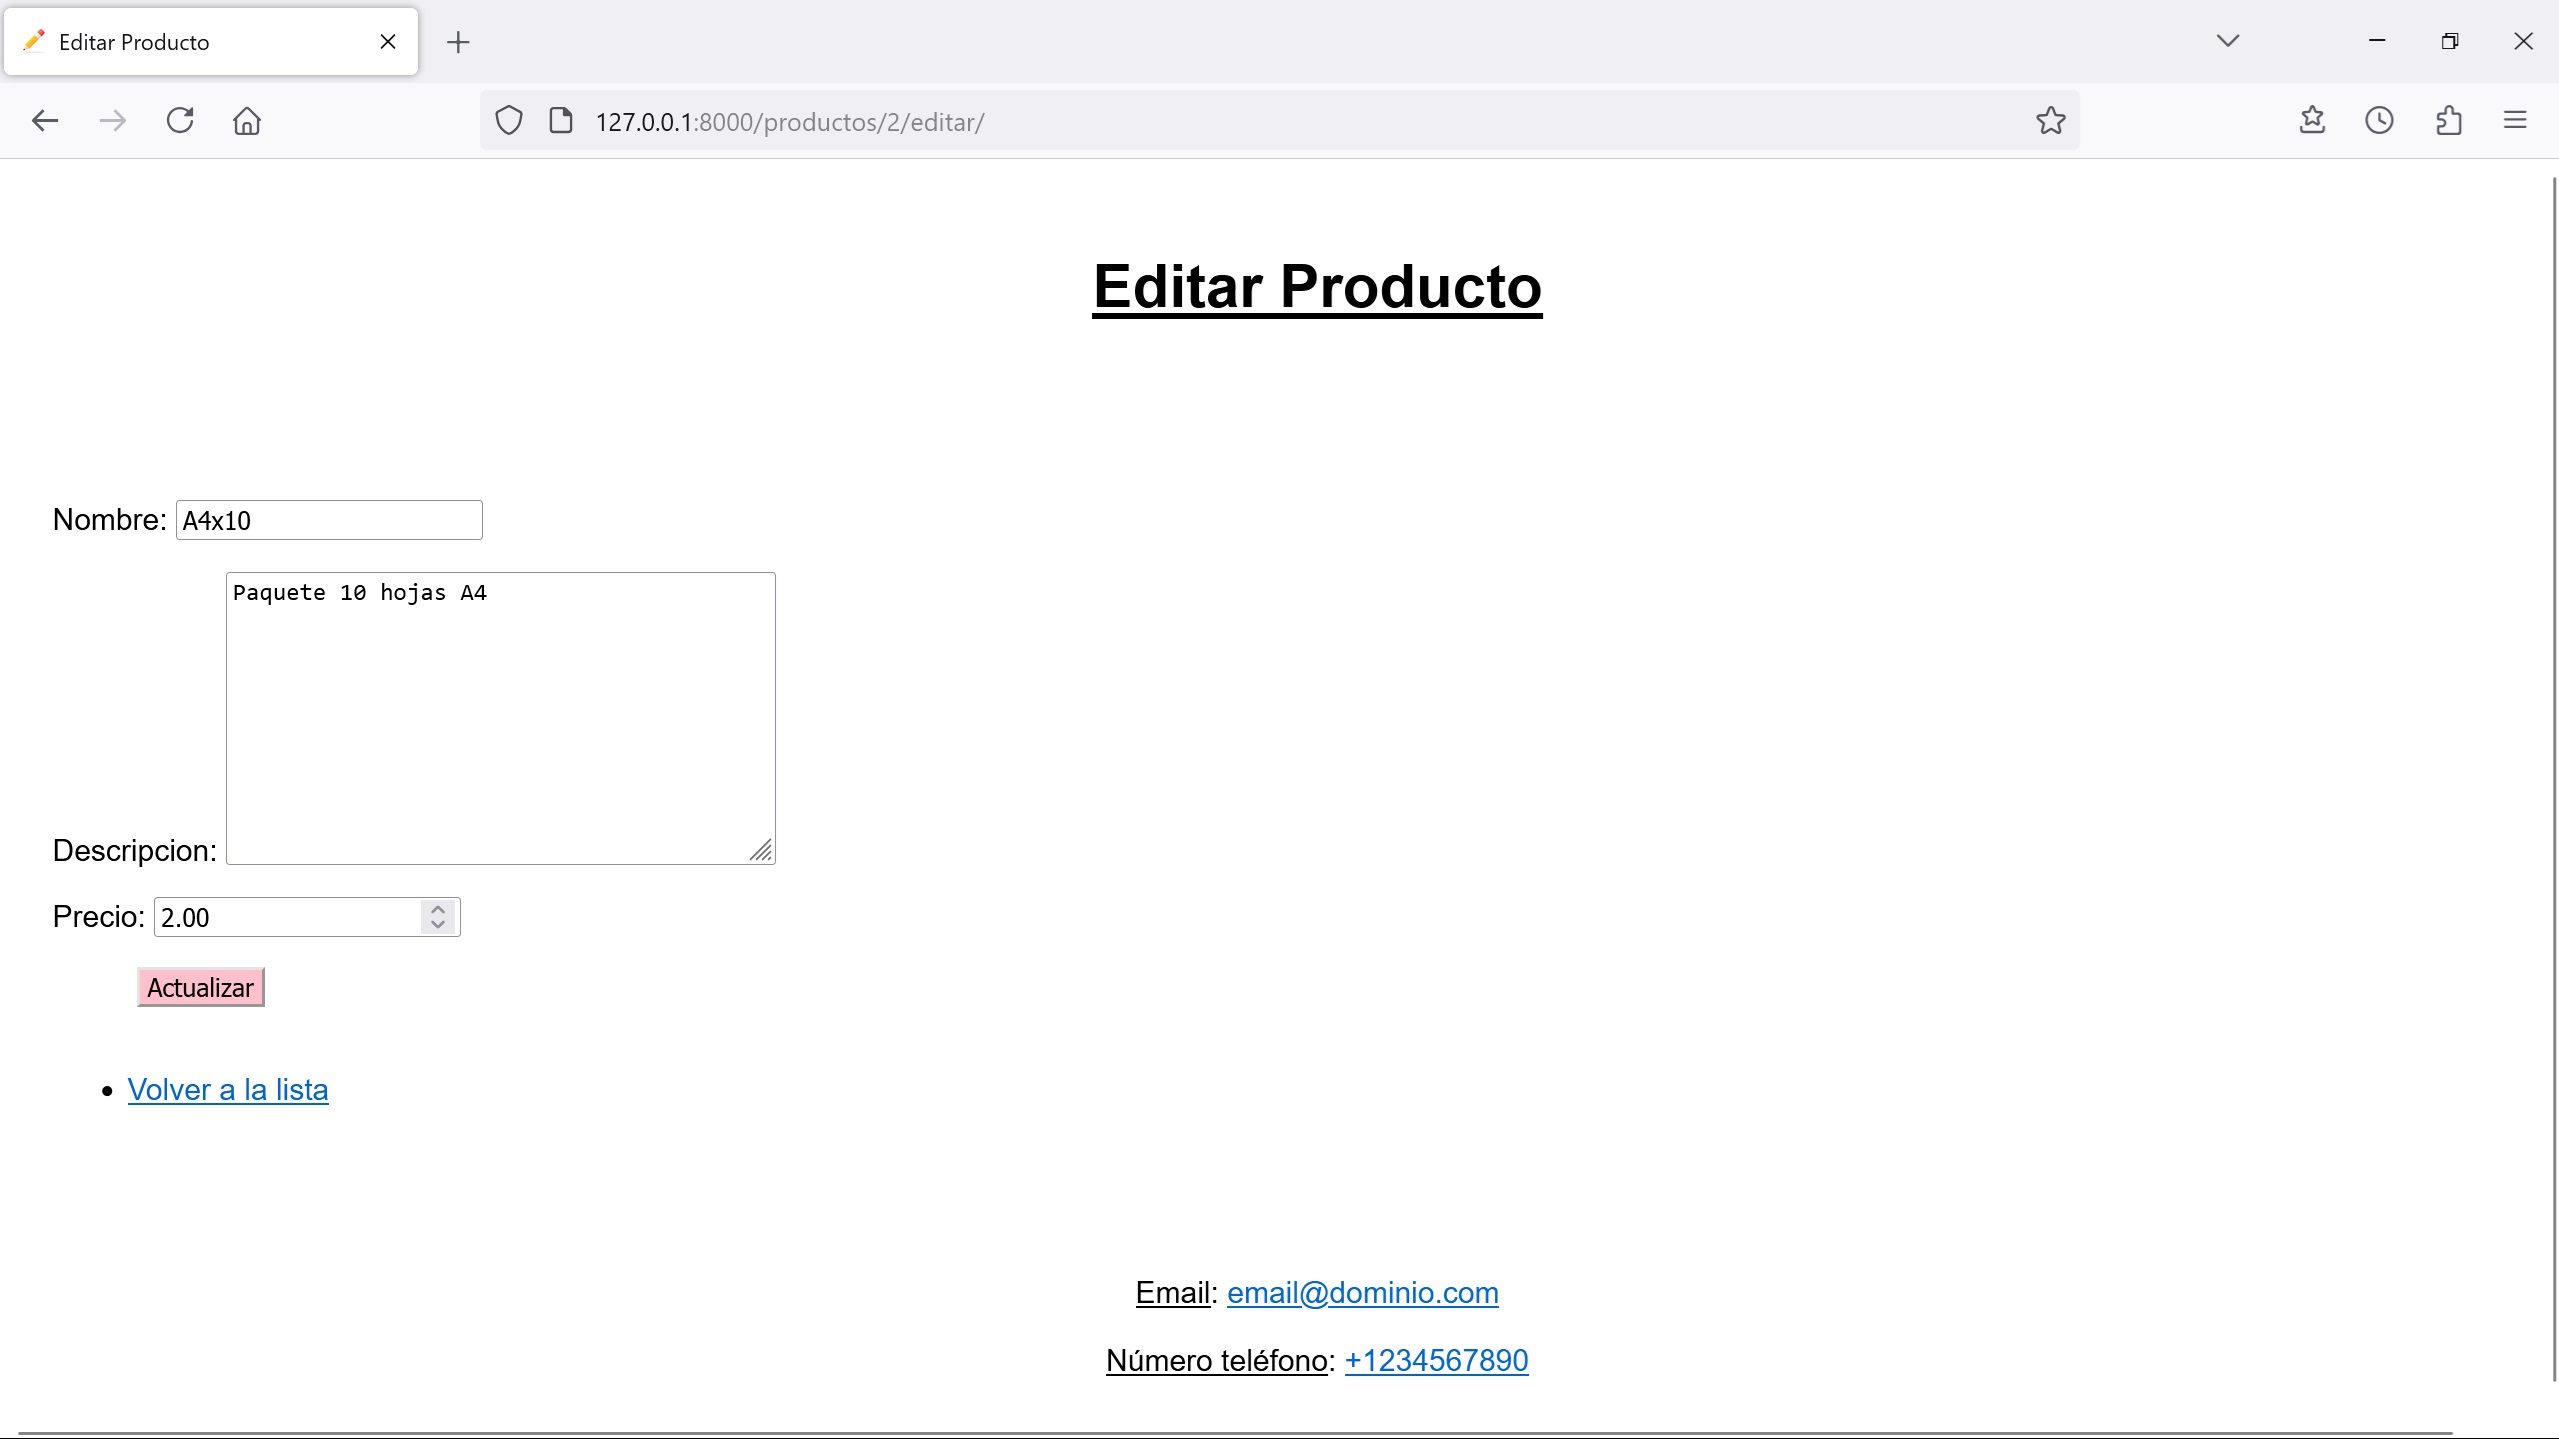 Editar Producto
127.0.0.1:8000/productos/2/editar/
Editar Producto
Nombre: A4x10
Paquete 10 hojas A4
Descripcion:
Precio: 2.00
Actualizar
• Volver a la lista
Email: email@dominio.com
Número teléfono: +1234567890